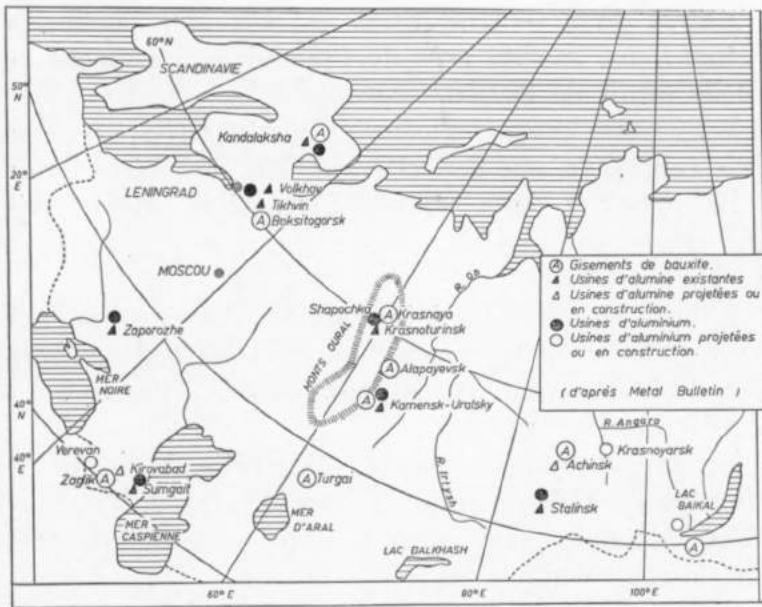 60°N
SCANDINAVIE
50°
N
20°
E
Kandalaksha
A
LENINGRAD
Volkhov
Tikhvin
A Boksitogorsk
MOSCOU
Zaporozhe
MER
NOIRE
40°
N
40°
E
Verevan
Zaglik A
Kirovabad
Sumgait
MER
CASPIENNE
MONTS OURAL
Shapochka
A Krasnaya
Krasnoturinsk
A
Alapayevsk
A
Kamensk-Uralsky
A Turgai
MER
D'ARAL
LAC BALKHASH
R. Ob
R. Irtysh
A Gisements de bauxite.
Usines d'alumine existantes
Usines d'alumine projetées ou
en construction.
Usines d'aluminium.
Usines d'aluminium projetées
ou en construction.
(d'après Metal Bulletin)
R. Angara
A
Krasnoyarsk
Achinsk
Stalinsk
LAC
BAIKAL
A
60° E
80° E
100° E